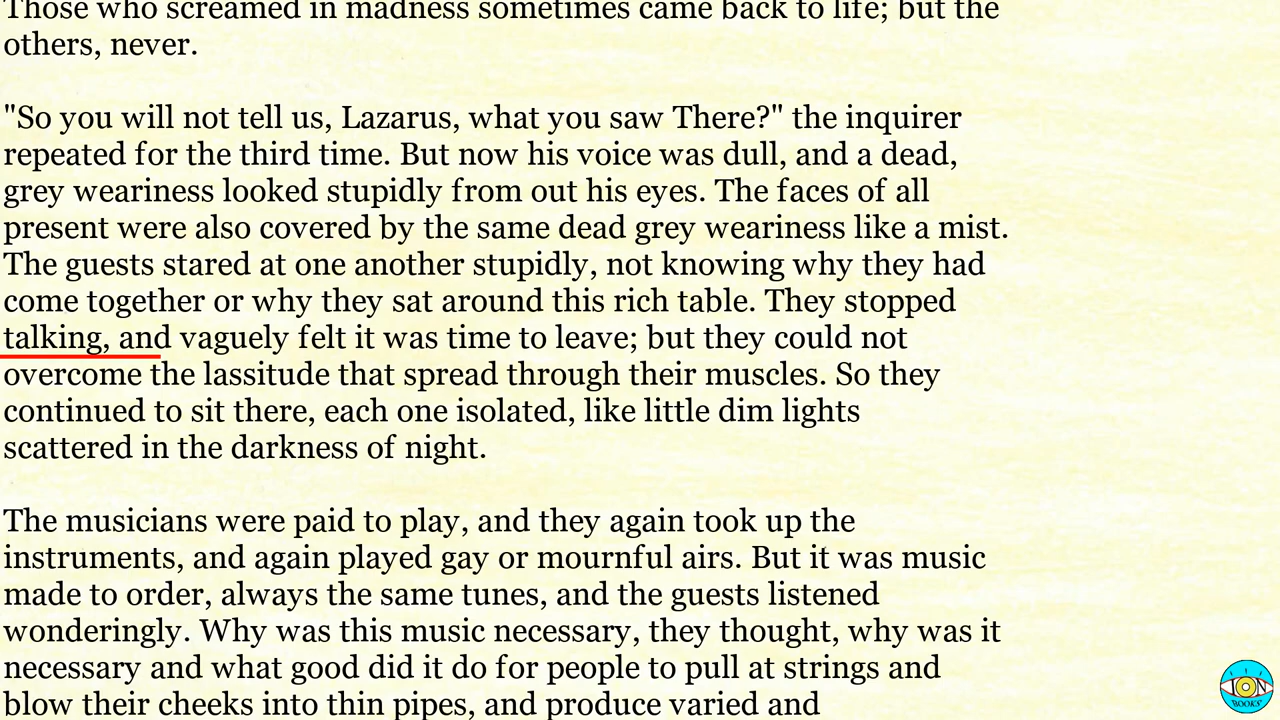 Those who screamed in madness sometimes came back to life; but the
others, never.
"So you will not tell us, Lazarus, what you saw There?" the inquirer
repeated for the third time. But now his voice was dull, and a dead,
grey weariness looked stupidly from out his eyes. The faces of all
present were also covered by the same dead grey weariness like a mist.
The guests stared at one another stupidly, not knowing why they had
come together or why they sat around this rich table. They stopped
talking, and vaguely felt it was time to leave; but they could not
overcome the lassitude that spread through their muscles. So they
continued to sit there, each one isolated, like little dim lights
scattered in the darkness of night.
The musicians were paid to play, and they again took up the
instruments, and again played gay or mournful airs. But it was music
made to order, always the same tunes, and the guests listened
wonderingly. Why was this music necessary, they thought, why was it
necessary and what good did it do for people to pull at strings and
blow their cheeks into thin pipes, and produce varied and
ION
BOOKS